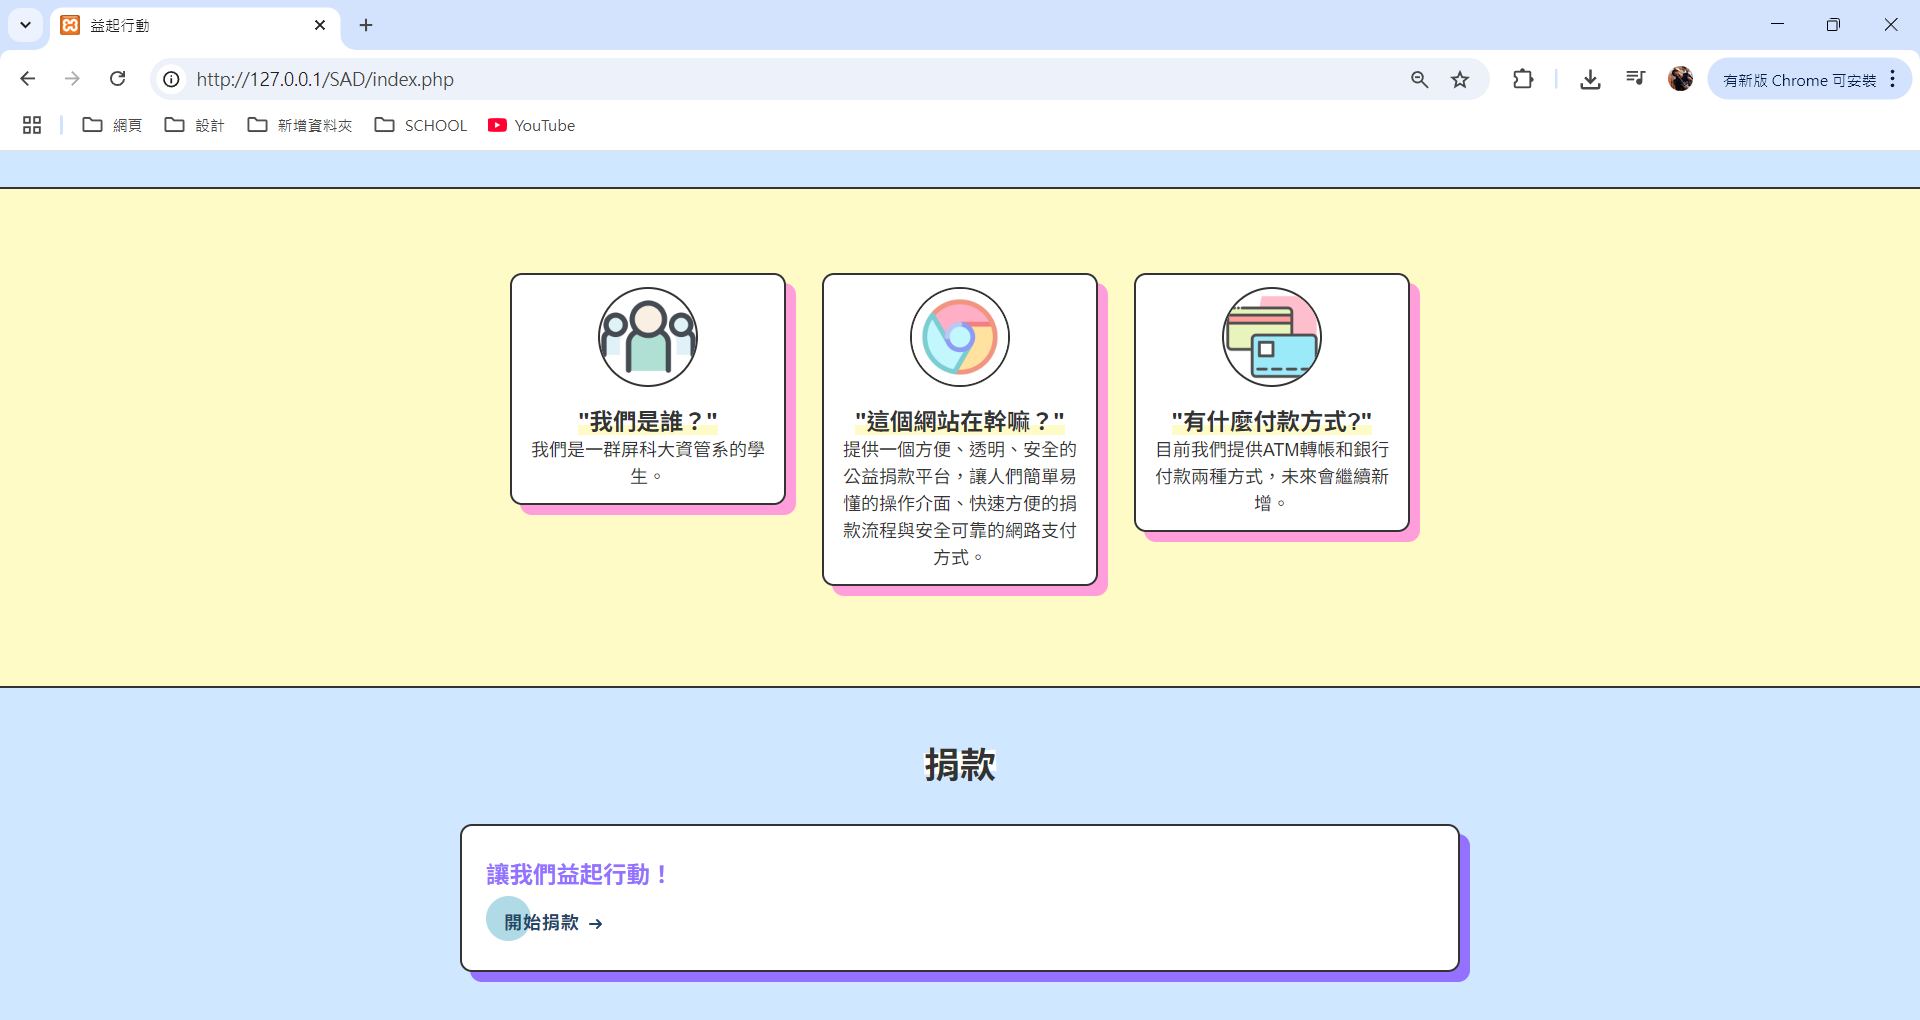 益起行動
http://127.0.0.1/SAD/index.php
有新版 Chrome 可安裝
網頁
設計
新增資料夾
SCHOOL
YouTube
"我們是誰？"
我們是一群屏科大資管系的學
生。
"這個網站在幹嘛？"
提供一個方便、透明、安全的
公益捐款平台，讓人們簡單易
懂的操作介面、快速方便的捐
款流程與安全可靠的網路支付
方式。
"有什麼付款方式?"
目前我們提供ATM轉帳和銀行
付款兩種方式，未來會繼續新
增。
捐款
讓我們益起行動！
開始捐款 →